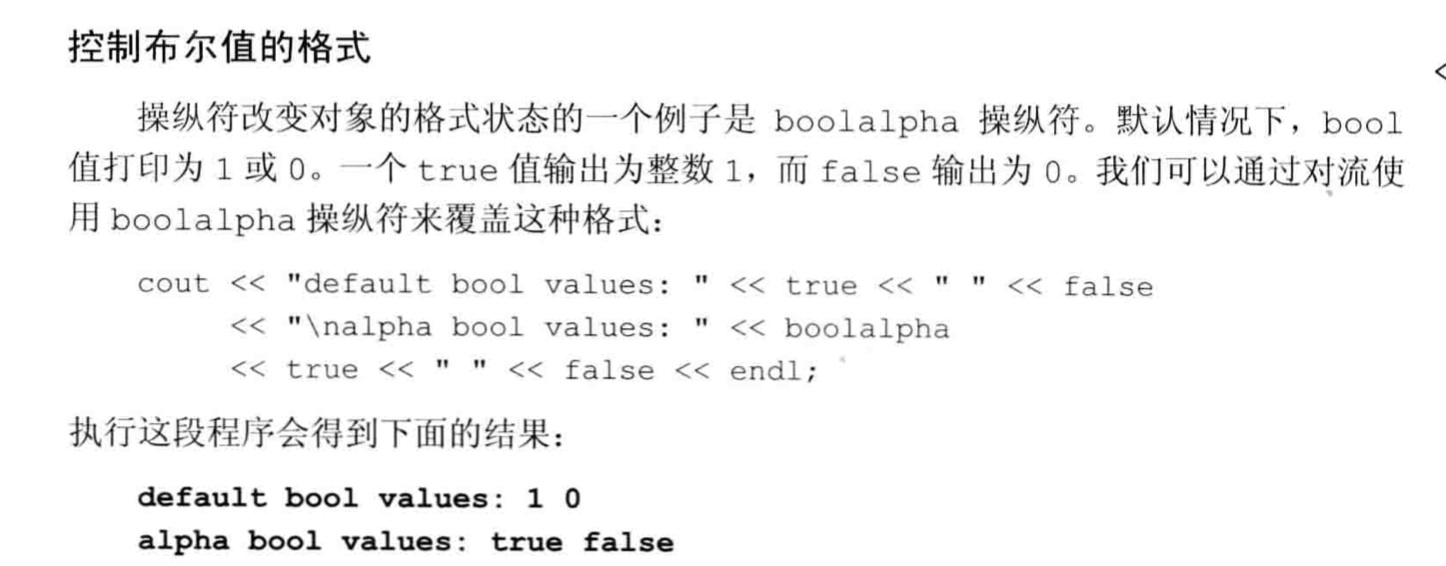 控制布尔值的格式
操纵符改变对象的格式状态的一个例子是 boolalpha 操纵符。默认情况下，bool
值打印为 1 或 0。一个 true 值输出为整数 1，而 false 输出为 0。我们可以通过对流使
用 boolalpha 操纵符来覆盖这种格式：
cout << "default bool values: " << true << " " << false
<< "\nalpha bool values: " << boolalpha
<< true << " " << false << endl;
执行这段程序会得到下面的结果：
default bool values: 1 0
alpha bool values: true false